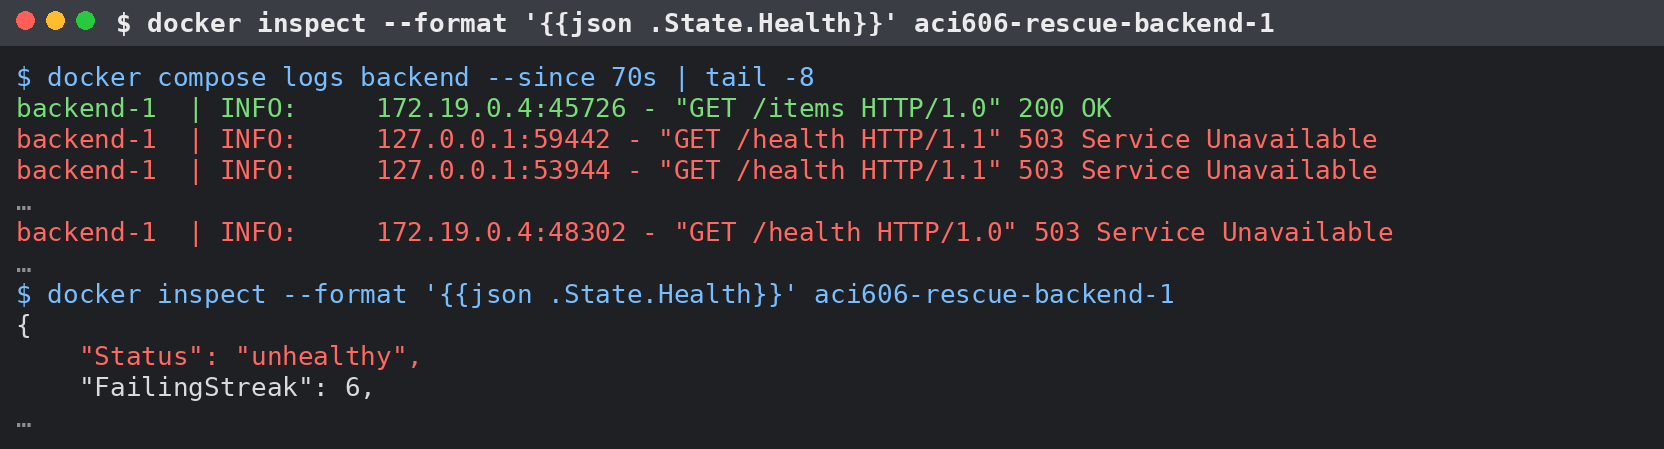 $ docker inspect --format '{{json .State.Health}}' aci606-rescue-backend-1
$ docker compose logs backend --since 70s | tail -8
backend-1  | INFO:     172.19.0.4:45726 - "GET /items HTTP/1.0" 200 OK
backend-1  | INFO:     127.0.0.1:59442 - "GET /health HTTP/1.1" 503 Service Unavailable
backend-1  | INFO:     127.0.0.1:53944 - "GET /health HTTP/1.1" 503 Service Unavailable
…
backend-1  | INFO:     172.19.0.4:48302 - "GET /health HTTP/1.0" 503 Service Unavailable
…
$ docker inspect --format '{{json .State.Health}}' aci606-rescue-backend-1
{
    "Status": "unhealthy",
    "FailingStreak": 6,
…